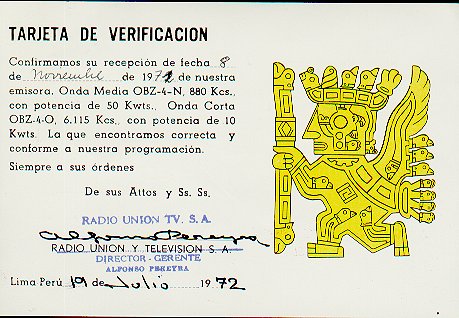 TARJETA DE VERIFICACION
Confirmamos su recepción de fecha 8
de Noviembre de 1971 de nuestra
emisora, Onda Media OBZ-4-N, 880 Kcs.,
con potencia de 50 Kwts., Onda Corta
OBZ-4-O, 6.115 Kcs., con potencia de 10
Kwts. La que encontramos correcta y
conforme a nuestra programación.
Siempre a sus órdenes
De sus Attos y Ss. Ss.
RADIO UNION TV. S. A.
Alfonso Pereyra
RADIO UNION Y TELEVISION S. A.
DIRECTOR - GERENTE
ALFONSO PEREYRA
Lima Perú 19 de Julio 1972